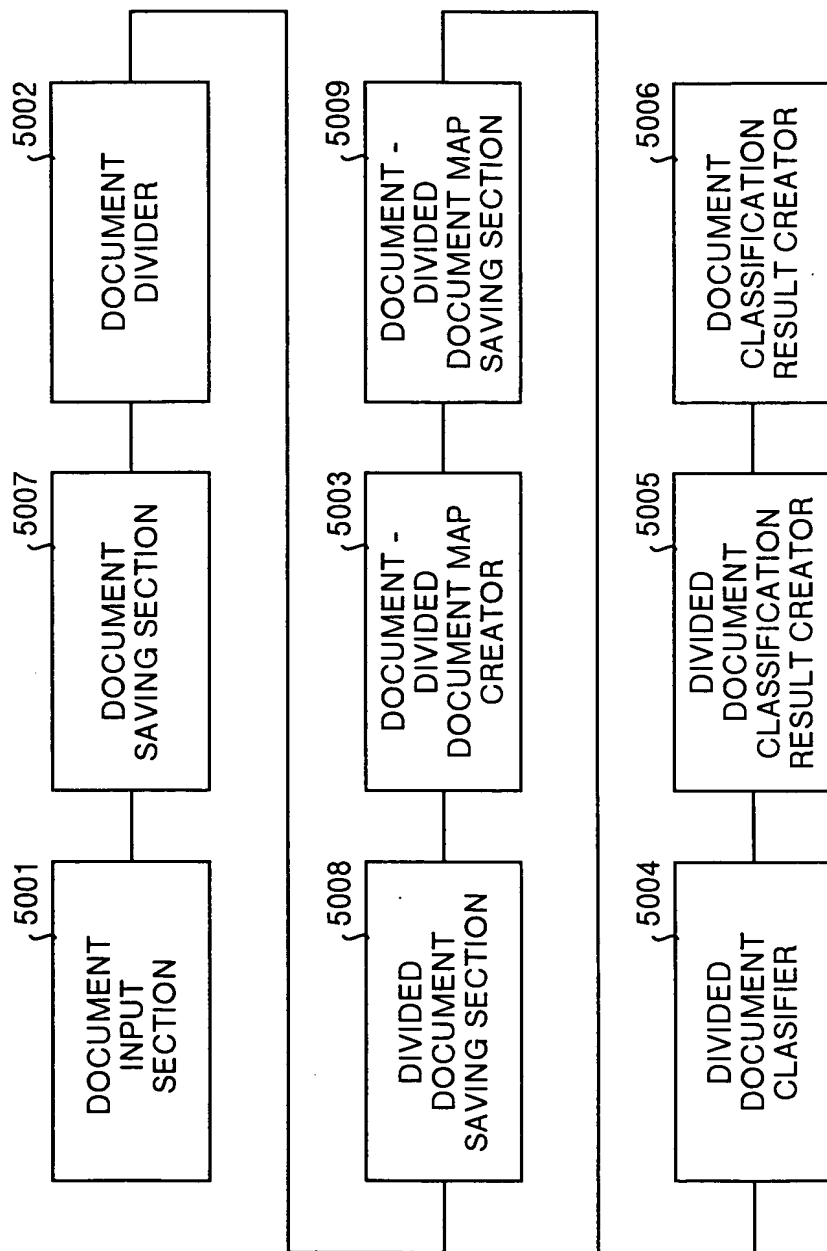 5001
DOCUMENT
INPUT
SECTION
5007
DOCUMENT
SAVING SECTION
5002
DOCUMENT
DIVIDER
5008
DIVIDED
DOCUMENT
SAVING SECTION
5003
DOCUMENT -
DIVIDED
DOCUMENT MAP
CREATOR
5009
DOCUMENT -
DIVIDED
DOCUMENT MAP
SAVING SECTION
5004
DIVIDED
DOCUMENT
CLASIFIER
5005
DIVIDED
DOCUMENT
CLASSIFICATION
RESULT CREATOR
5006
DOCUMENT
CLASSIFICATION
RESULT CREATOR